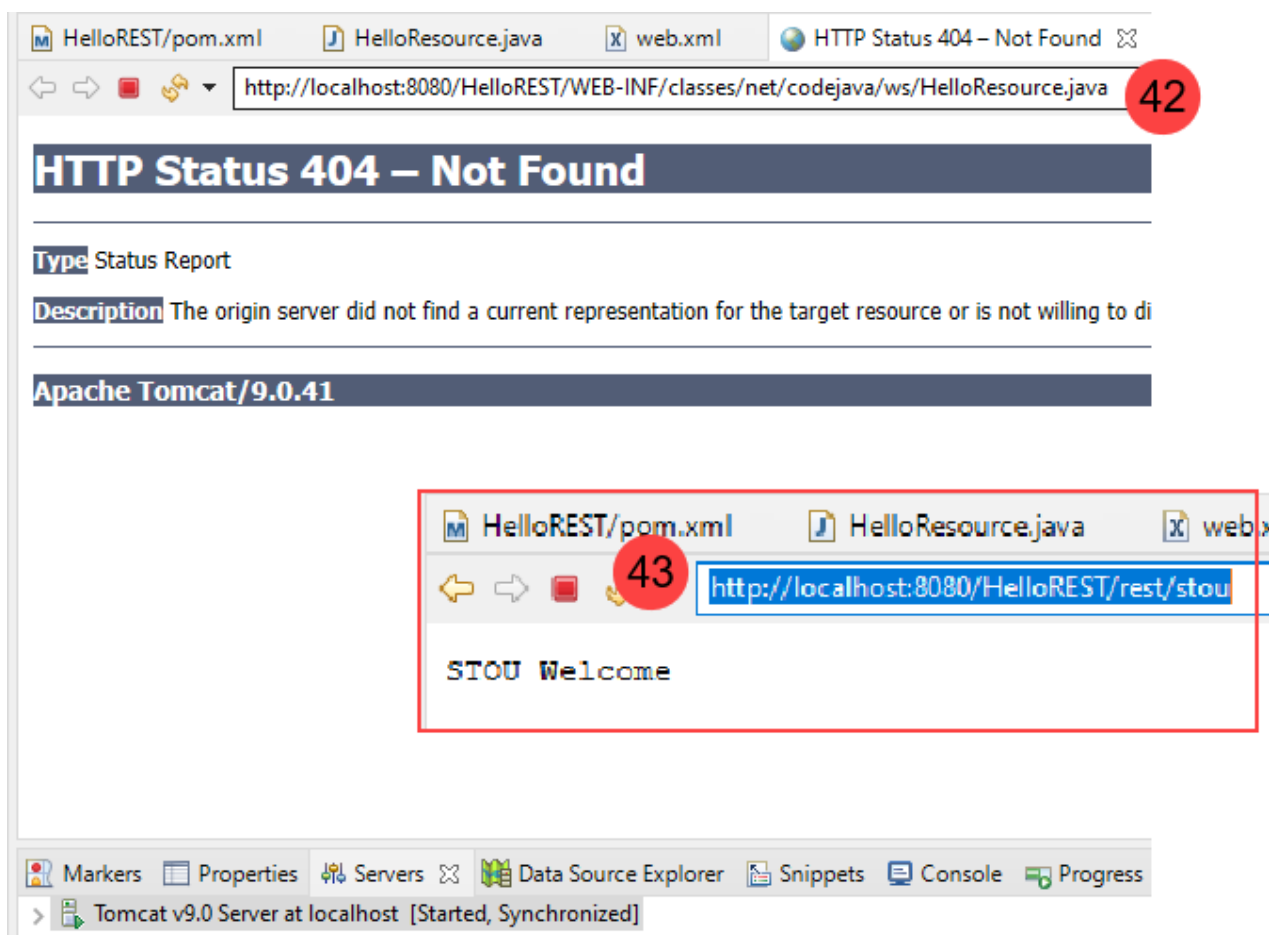 HelloREST/pom.xml HelloResource.java web.xml HTTP Status 404 – Not Found
http://localhost:8080/HelloREST/WEB-INF/classes/net/codejava/ws/HelloResource.java 42
HTTP Status 404 – Not Found
Type Status Report
Description The origin server did not find a current representation for the target resource or is not willing to di
Apache Tomcat/9.0.41
HelloREST/pom.xml HelloResource.java web.x
43 http://localhost:8080/HelloREST/rest/stou
STOU Welcome
Markers Properties Servers Data Source Explorer Snippets Console Progress
Tomcat v9.0 Server at localhost [Started, Synchronized]